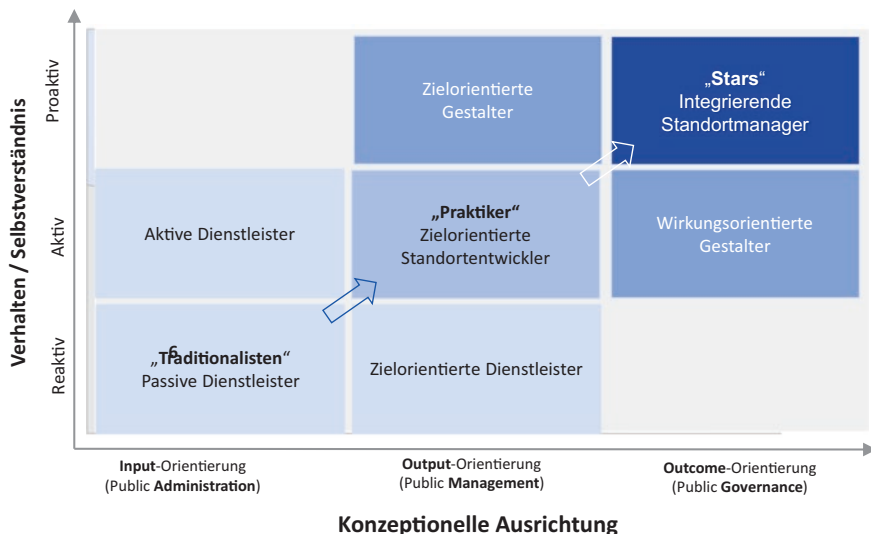 Verhalten / Selbstverständnis
Proaktiv
Aktiv
Reaktiv
Zielorientierte
Gestalter
„Stars“
Integrierende
Standortmanager
Aktive Dienstleister
„Praktiker“
Zielorientierte
Standortentwickler
Wirkungsorientierte
Gestalter
6
„Traditionalisten“
Passive Dienstleister
Zielorientierte Dienstleister
Input-Orientierung
(Public Administration)
Output-Orientierung
(Public Management)
Outcome-Orientierung
(Public Governance)
Konzeptionelle Ausrichtung